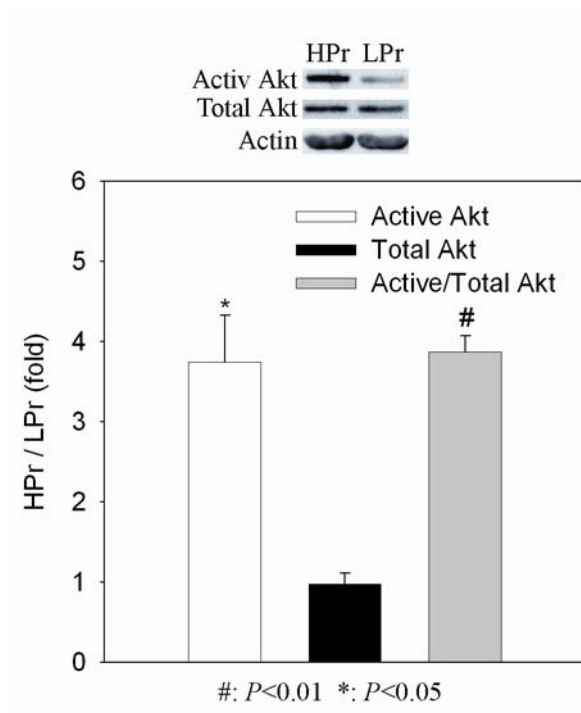 HPr LPr
Activ Akt
Total Akt
Actin
6
5
4
3
2
1
0
HPr / LPr (fold)
Active Akt
Total Akt
Active/Total Akt
*
#
#: P<0.01 *: P<0.05